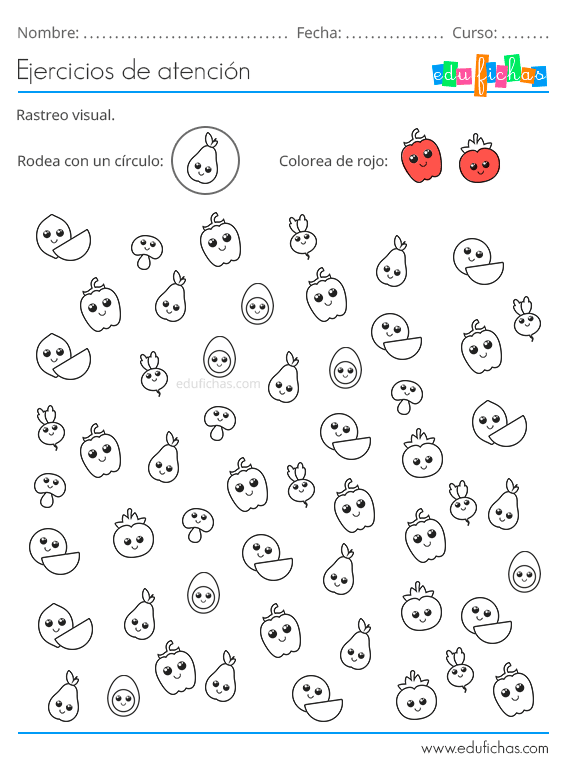 Nombre: ................................ Fecha: ................ Curso: ........
Ejercicios de atención
edufichas
Rastreo visual.
Rodea con un círculo: Colorea de rojo:
edufichas.com
www.edufichas.com